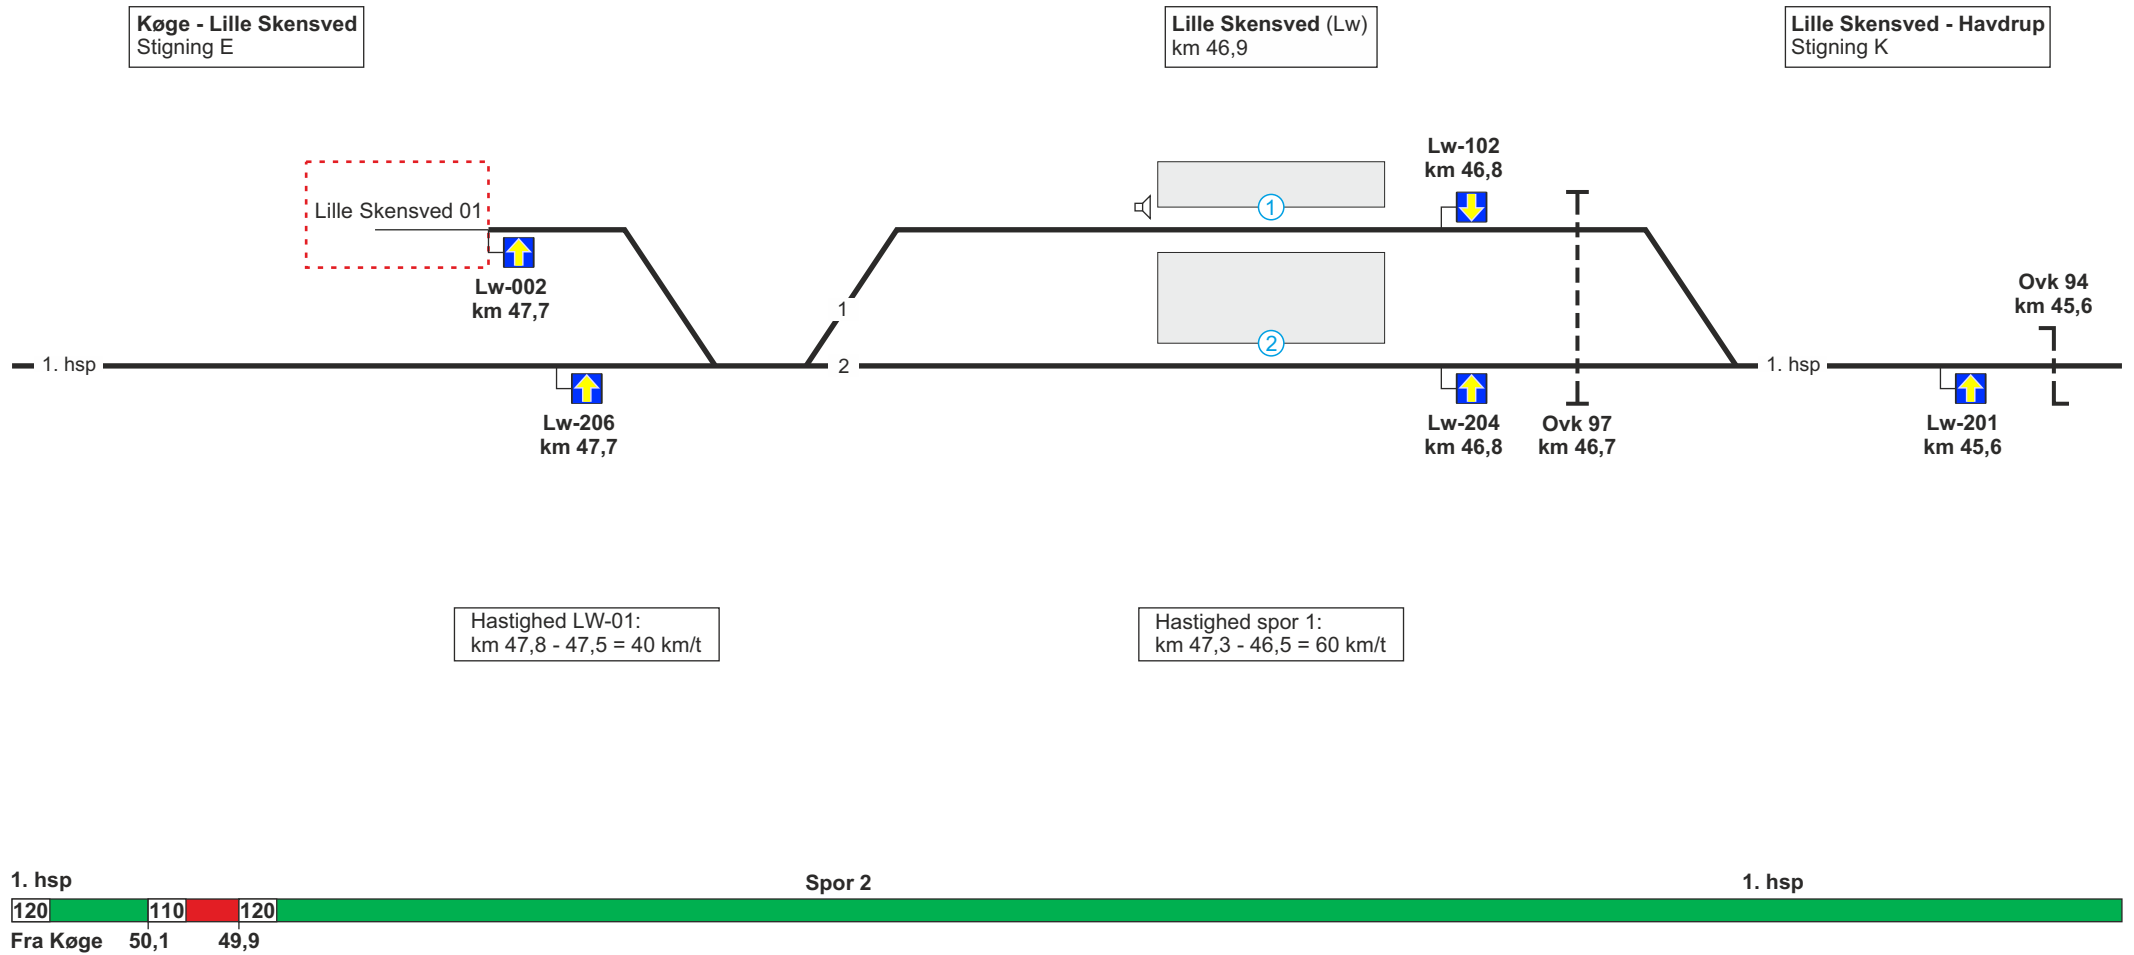 Køge - Lille Skensved
Stigning E
Lille Skensved (Lw)
km 46,9
Lille Skensved - Havdrup
Stigning K
Lw-102
km 46,8
Lille Skensved 01
1
Lw-002
km 47,7
Ovk 94
km 45,6
1
2
1. hsp
2
1. hsp
Lw-206
km 47,7
Lw-204
km 46,8
Ovk 97
km 46,7
Lw-201
km 45,6
Hastighed LW-01:
km 47,8 - 47,5 = 40 km/t
Hastighed spor 1:
km 47,3 - 46,5 = 60 km/t
1. hsp
Spor 2
1. hsp
120
110
120
Fra Køge
50,1
49,9